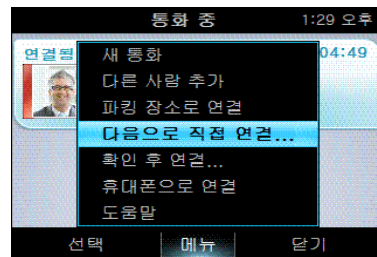 통화 중 1:29 오후
연결됨 04:49
새 통화
다른 사람 추가
파킹 장소로 연결
다음으로 직접 연결...
확인 후 연결...
휴대폰으로 연결
도움말
선택 메뉴 닫기